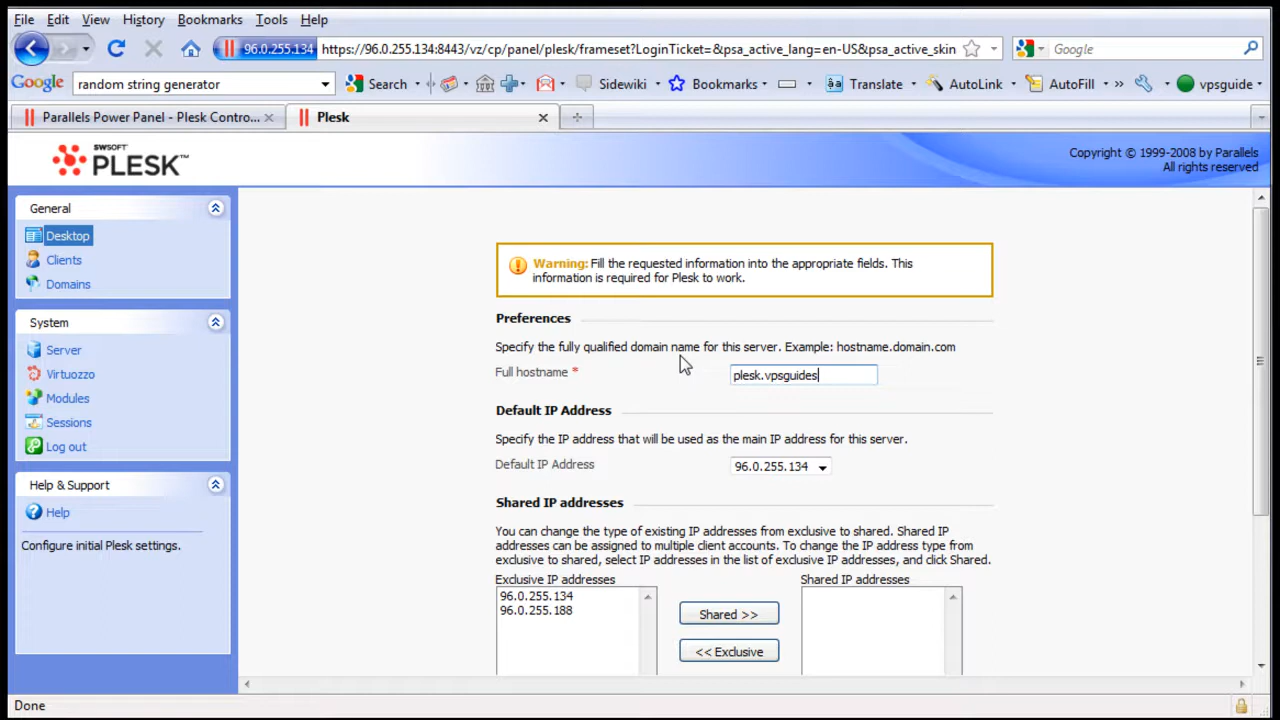 File Edit View History Bookmarks Tools Help
96.0.255.134 https://96.0.255.134:8443/vz/cp/panel/plesk/frameset?LoginTicket=&psa_active_lang=en-US&psa_active_skin Google
Google random string generator Search Sidewiki Bookmarks Translate AutoLink AutoFill » vpsguide
Parallels Power Panel - Plesk Contro... Plesk
SWSOFT
PLESK™
Copyright © 1999-2008 by Parallels
All rights reserved
General
Desktop
Clients
Domains
System
Server
Virtuozzo
Modules
Sessions
Log out
Help & Support
Help
Configure initial Plesk settings.
Warning: Fill the requested information into the appropriate fields. This
information is required for Plesk to work.
Preferences
Specify the fully qualified domain name for this server. Example: hostname.domain.com
Full hostname * plesk.vpsguides
Default IP Address
Specify the IP address that will be used as the main IP address for this server.
Default IP Address 96.0.255.134
Shared IP addresses
You can change the type of existing IP addresses from exclusive to shared. Shared IP
addresses can be assigned to multiple client accounts. To change the IP address type from
exclusive to shared, select IP addresses in the list of exclusive IP addresses, and click Shared.
Exclusive IP addresses Shared IP addresses
96.0.255.134
96.0.255.188
Shared >>
<< Exclusive
Done